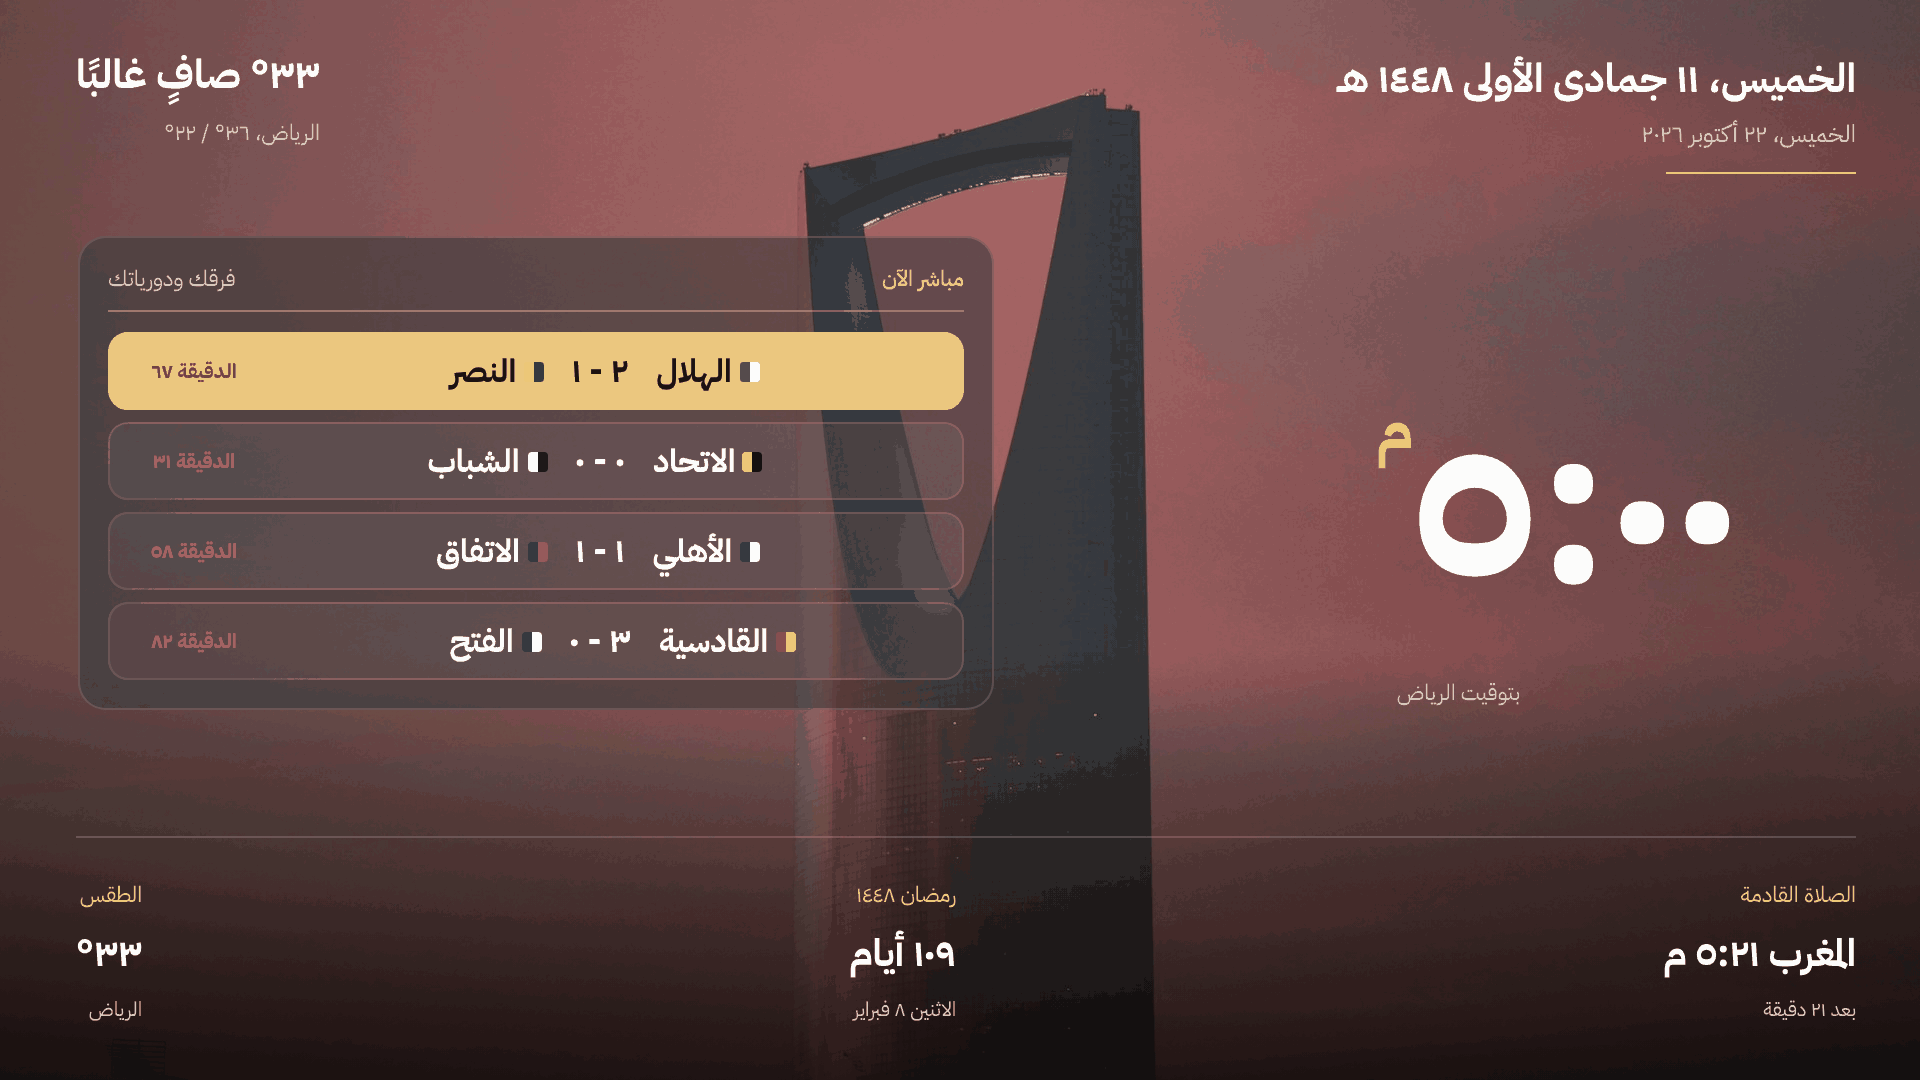 الخميس، ١١ جمادى الأولى ١٤٤٨ هـ
الخميس، ٢٢ أكتوبر ٢٠٢٦
٣٣° صافٍ غالبًا
الرياض، ٣٦° / ٢٢°
مباشر الآن
فرقك ودورياتك
الهلال ٢ - ١ النصر الدقيقة ٦٧
الاتحاد ٠ - ٠ الشباب الدقيقة ٣١
الأهلي ١ - ١ الاتفاق الدقيقة ٥٨
القادسية ٣ - ٠ الفتح الدقيقة ٨٢
٥:٠٠ م
بتوقيت الرياض
الصلاة القادمة
المغرب ٥:٢١ م
بعد ٢١ دقيقة
رمضان ١٤٤٨
١٠٩ أيام
الاثنين ٨ فبراير
الطقس
٣٣°
الرياض